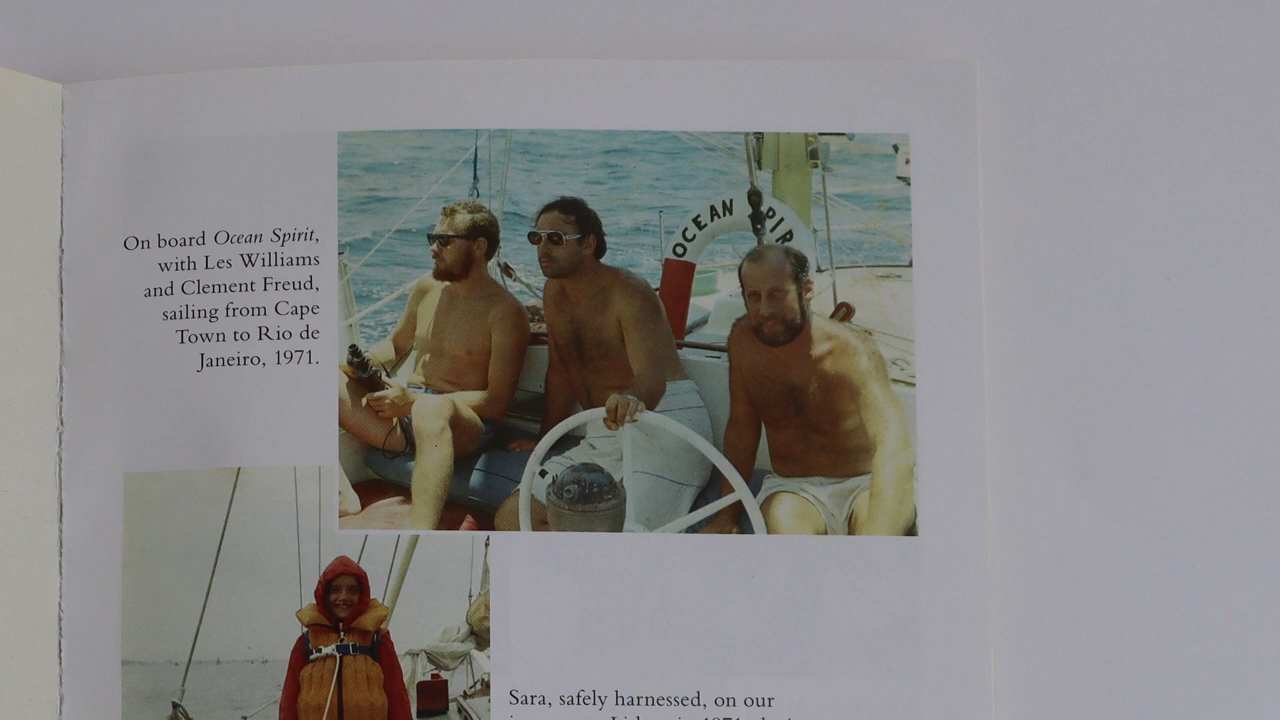 On board Ocean Spirit,
with Les Williams
and Clement Freud,
sailing from Cape
Town to Rio de
Janeiro, 1971.
OCEAN SPIR
Sara, safely harnessed, on our